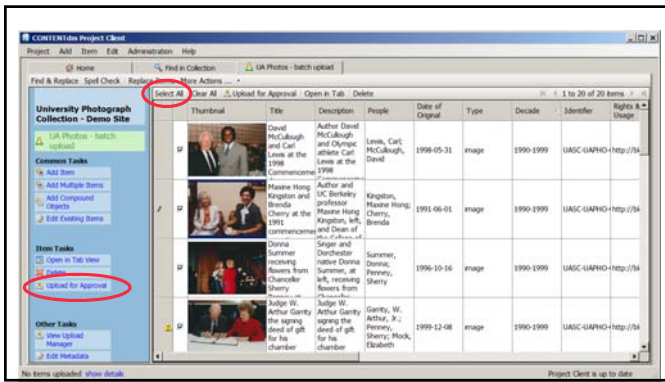 CONTENTdm Project Client
Project Add Item Edit Administration Help
Home Find in Collection UA Photos - batch upload
Find & Replace Spell Check Replace Items More Actions ...
Select All Clear All Upload for Approval Open in Tab Delete 1 to 20 of 20 items
Thumbnail Title Description People Date of Original Type Decade Identifier Rights & Usage
University Photograph Collection - Demo Site
UA Photos - batch upload
Common Tasks
Add Item
Add Multiple Items
Add Compound Objects
Edit Existing Items
Item Tasks
Open in Tab View
Delete
Upload for Approval
Other Tasks
View Upload Manager
Edit Metadata
David McCullough and Carl Lewis at the 1998 Commenceme
Author David McCullough and Olympic athlete Carl Lewis at the 1998
Lewis, Carl; McCullough, David
1998-05-31 image 1990-1999 UASC-UAPHO- http://bl
Maxine Hong Kingston and Brenda Cherry at the 1991 commencemen
Author and UC Berkeley professor Maxine Hong Kingston, left, and Dean of
Kingston, Maxine Hong; Cherry, Brenda
1991-06-01 image 1990-1999 UASC-UAPHO- http://bl
Donna Summer receiving flowers from Chancellor Sherry
Singer and Dorchester native Donna Summer, at left, receiving flowers from
Summer, Donna; Penney, Sherry
1996-10-16 image 1990-1999 UASC-UAPHO- http://bl
Judge W. Arthur Garrity the signing deed of gift for his chamber
Judge W. Arthur Garrity signing the deed of gift for his chamber
Garrity, W. Arthur, Jr.; Penney, Sherry; Mock, Elizabeth
1999-12-08 image 1990-1999 UASC-UAPHO- http://bl
No items uploaded show details Project Client is up to date